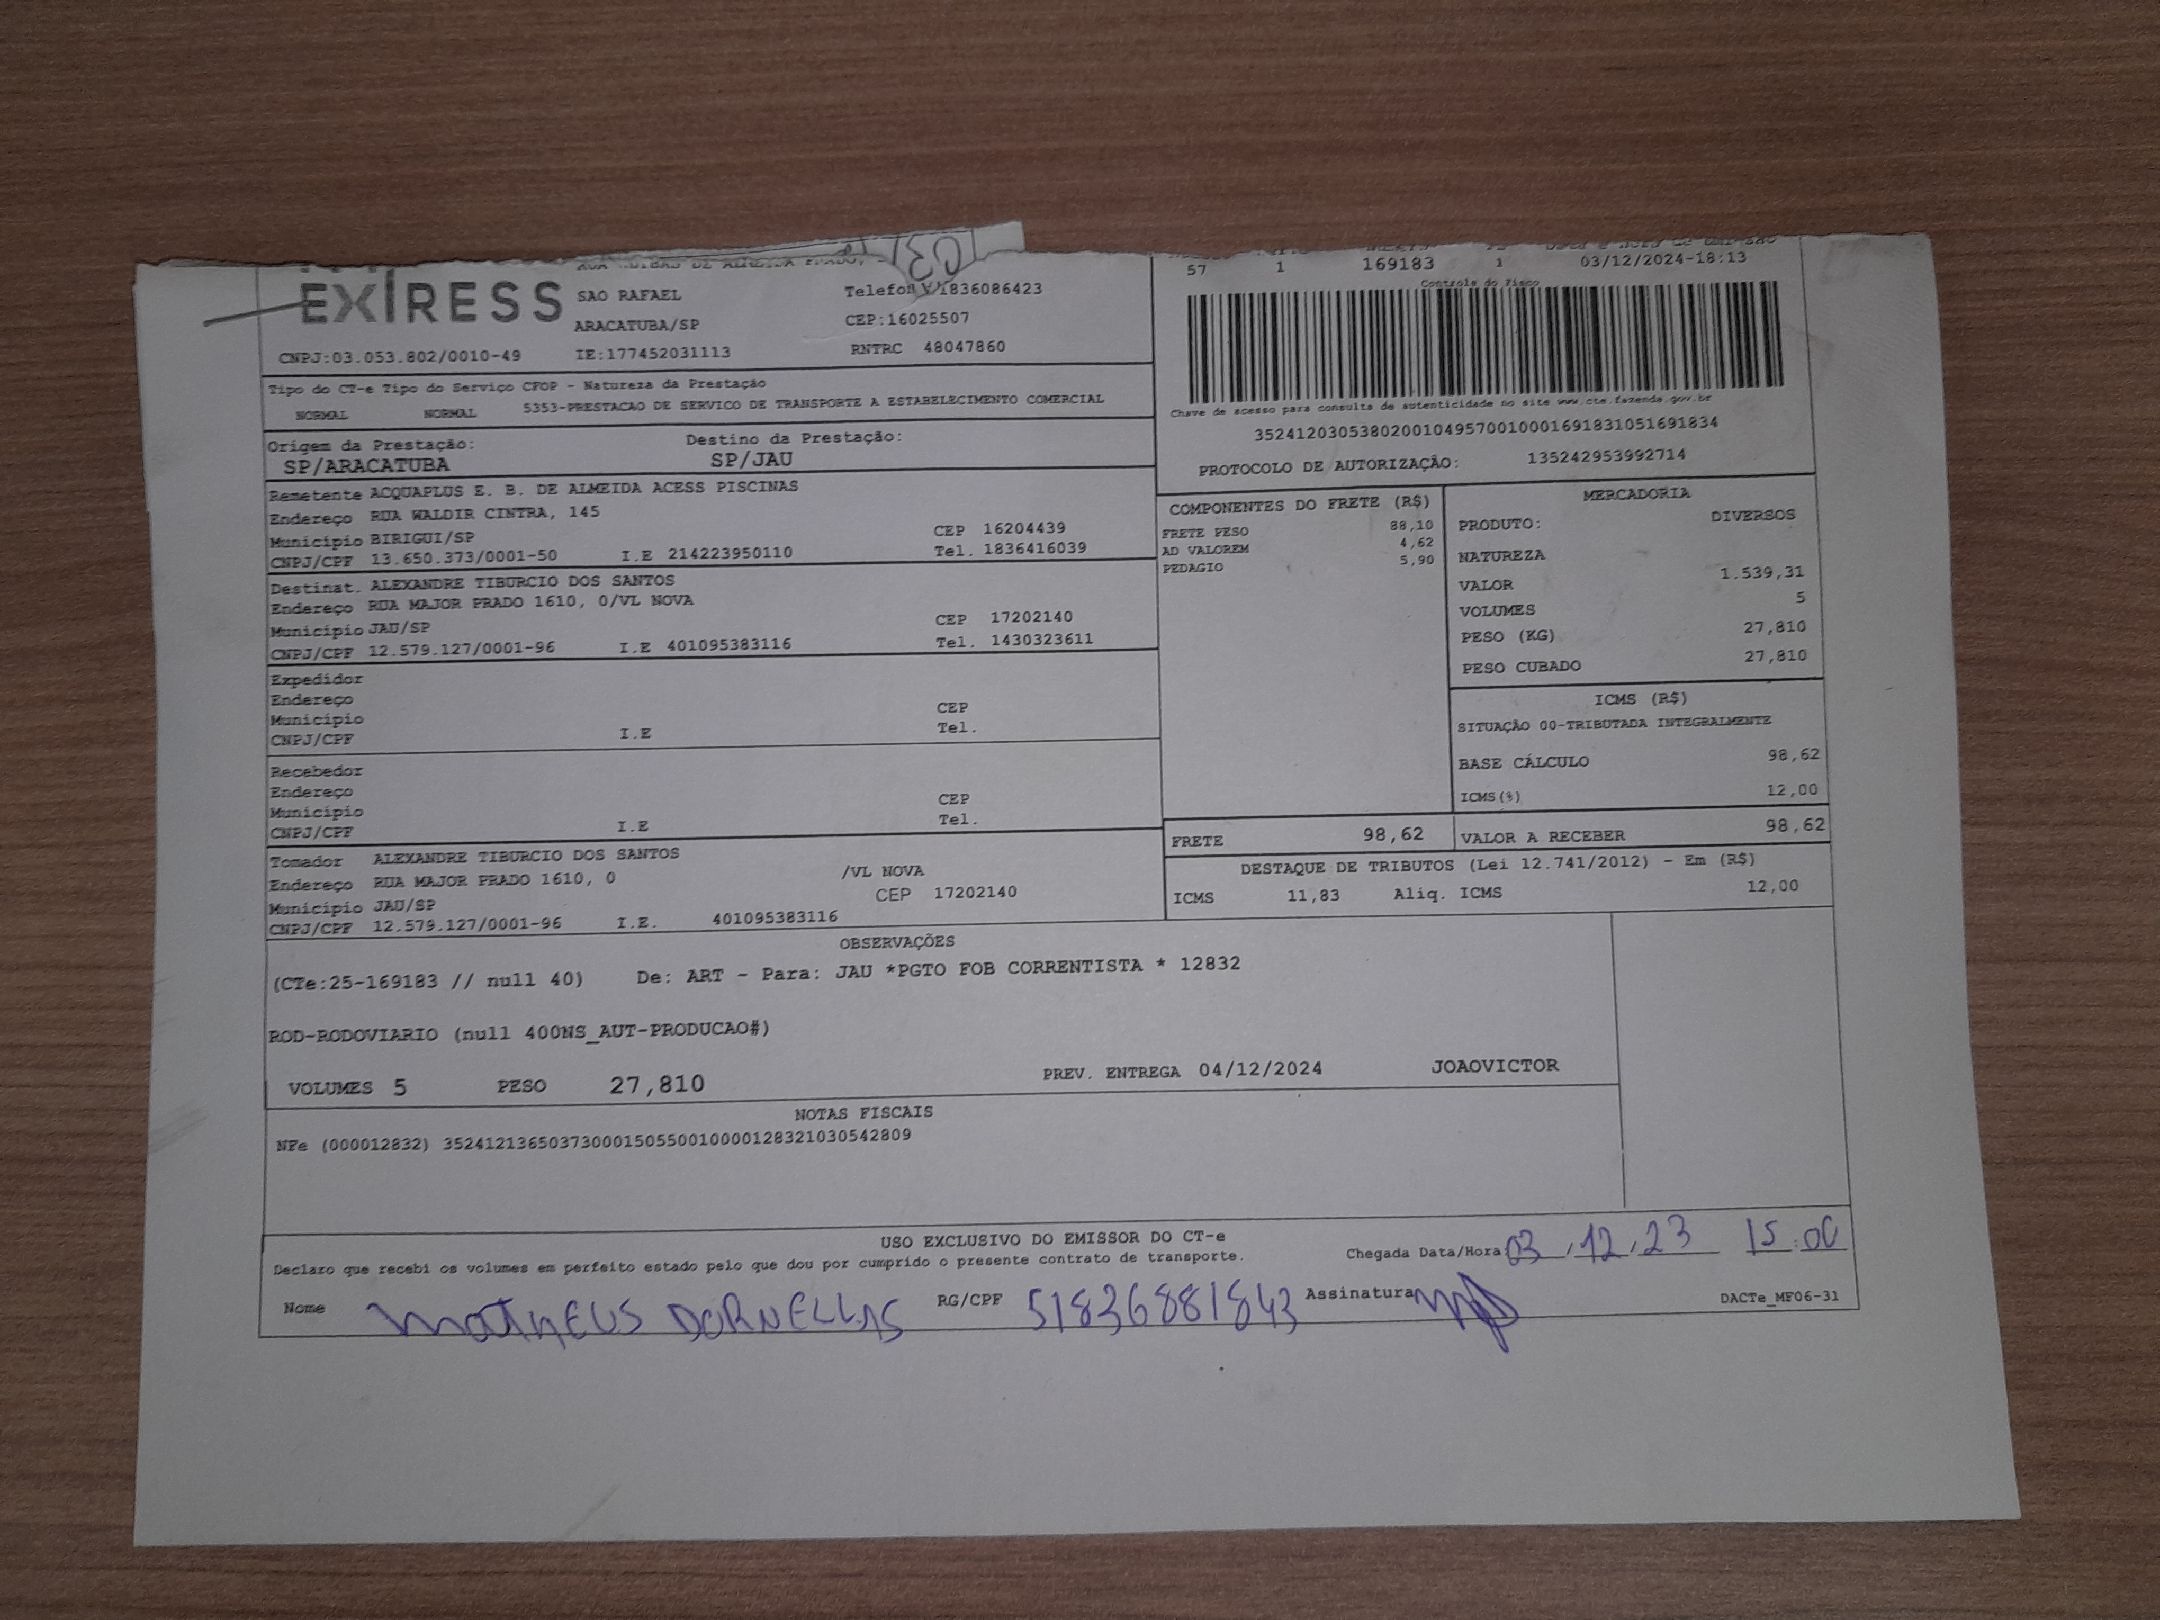 EXPRESS
SAO RAFAEL
ARACATUBA/SP
CEP:16025507
CNPJ:03.053.802/0010-49 IE:177452031113 RNTRC 48047860
57 1 169183 1 03/12/2024-18:13
Controle do Fisco
Tipo do CT-e Tipo do Serviço CFOP - Natureza da Prestação
NORMAL NORMAL 5353-PRESTACAO DE SERVICO DE TRANSPORTE A ESTABELECIMENTO COMERCIAL
Chave de acesso para consulta de autenticidade no site www.cte.fazenda.gov.br
35241203053802001049570010001691831051691834
PROTOCOLO DE AUTORIZAÇÃO: 135242953992714
Origem da Prestação: Destino da Prestação:
SP/ARACATUBA SP/JAU
Remetente ACQUAPLUS E. B. DE ALMEIDA ACESS PISCINAS
Endereço RUA WALDIR CINTRA, 145
Município BIRIGUI/SP CEP 16204439
CNPJ/CPF 13.650.373/0001-50 I.E 214223950110 Tel. 1836416039
Destinat. ALEXANDRE TIBURCIO DOS SANTOS
Endereço RUA MAJOR PRADO 1610, 0/VL NOVA
Município JAU/SP CEP 17202140
CNPJ/CPF 12.579.127/0001-96 I.E 401095383116 Tel. 1430323611
Expedidor
Endereço
Município CEP
CNPJ/CPF I.E Tel.
Recebedor
Endereço
Município CEP
CNPJ/CPF I.E Tel.
Tomador ALEXANDRE TIBURCIO DOS SANTOS
Endereço RUA MAJOR PRADO 1610, 0 /VL NOVA
Município JAU/SP CEP 17202140
CNPJ/CPF 12.579.127/0001-96 I.E. 401095383116
COMPONENTES DO FRETE (R$)
FRETE PESO 88,10
AD VALOREM 4,62
PEDAGIO 5,90
MERCADORIA
PRODUTO: DIVERSOS
NATUREZA
VALOR 1.539,31
VOLUMES 5
PESO (KG) 27,810
PESO CUBADO 27,810
ICMS (R$)
SITUAÇÃO 00-TRIBUTADA INTEGRALMENTE
BASE CÁLCULO 98,62
ICMS(%) 12,00
FRETE 98,62 VALOR A RECEBER 98,62
DESTAQUE DE TRIBUTOS (Lei 12.741/2012) - Em (R$)
ICMS 11,83 Aliq. ICMS 12,00
OBSERVAÇÕES
(CTe:25-169183 // null 40) De: ART - Para: JAU *PGTO FOB CORRENTISTA * 12832
ROD-RODOVIARIO (null 400NS_AUT-PRODUCAO#)
VOLUMES 5 PESO 27,810 PREV. ENTREGA 04/12/2024 JOAOVICTOR
NOTAS FISCAIS
NFe (000012832) 35241213650373000150550010000128321030542809
USO EXCLUSIVO DO EMISSOR DO CT-e
Declaro que recebi os volumes em perfeito estado pelo que dou por cumprido o presente contrato de transporte.
Chegada Data/Hora 03/12/23 15:00
Nome MATHEUS DORNELLAS RG/CPF 51836881843 Assinatura
DACTe_MF06-31